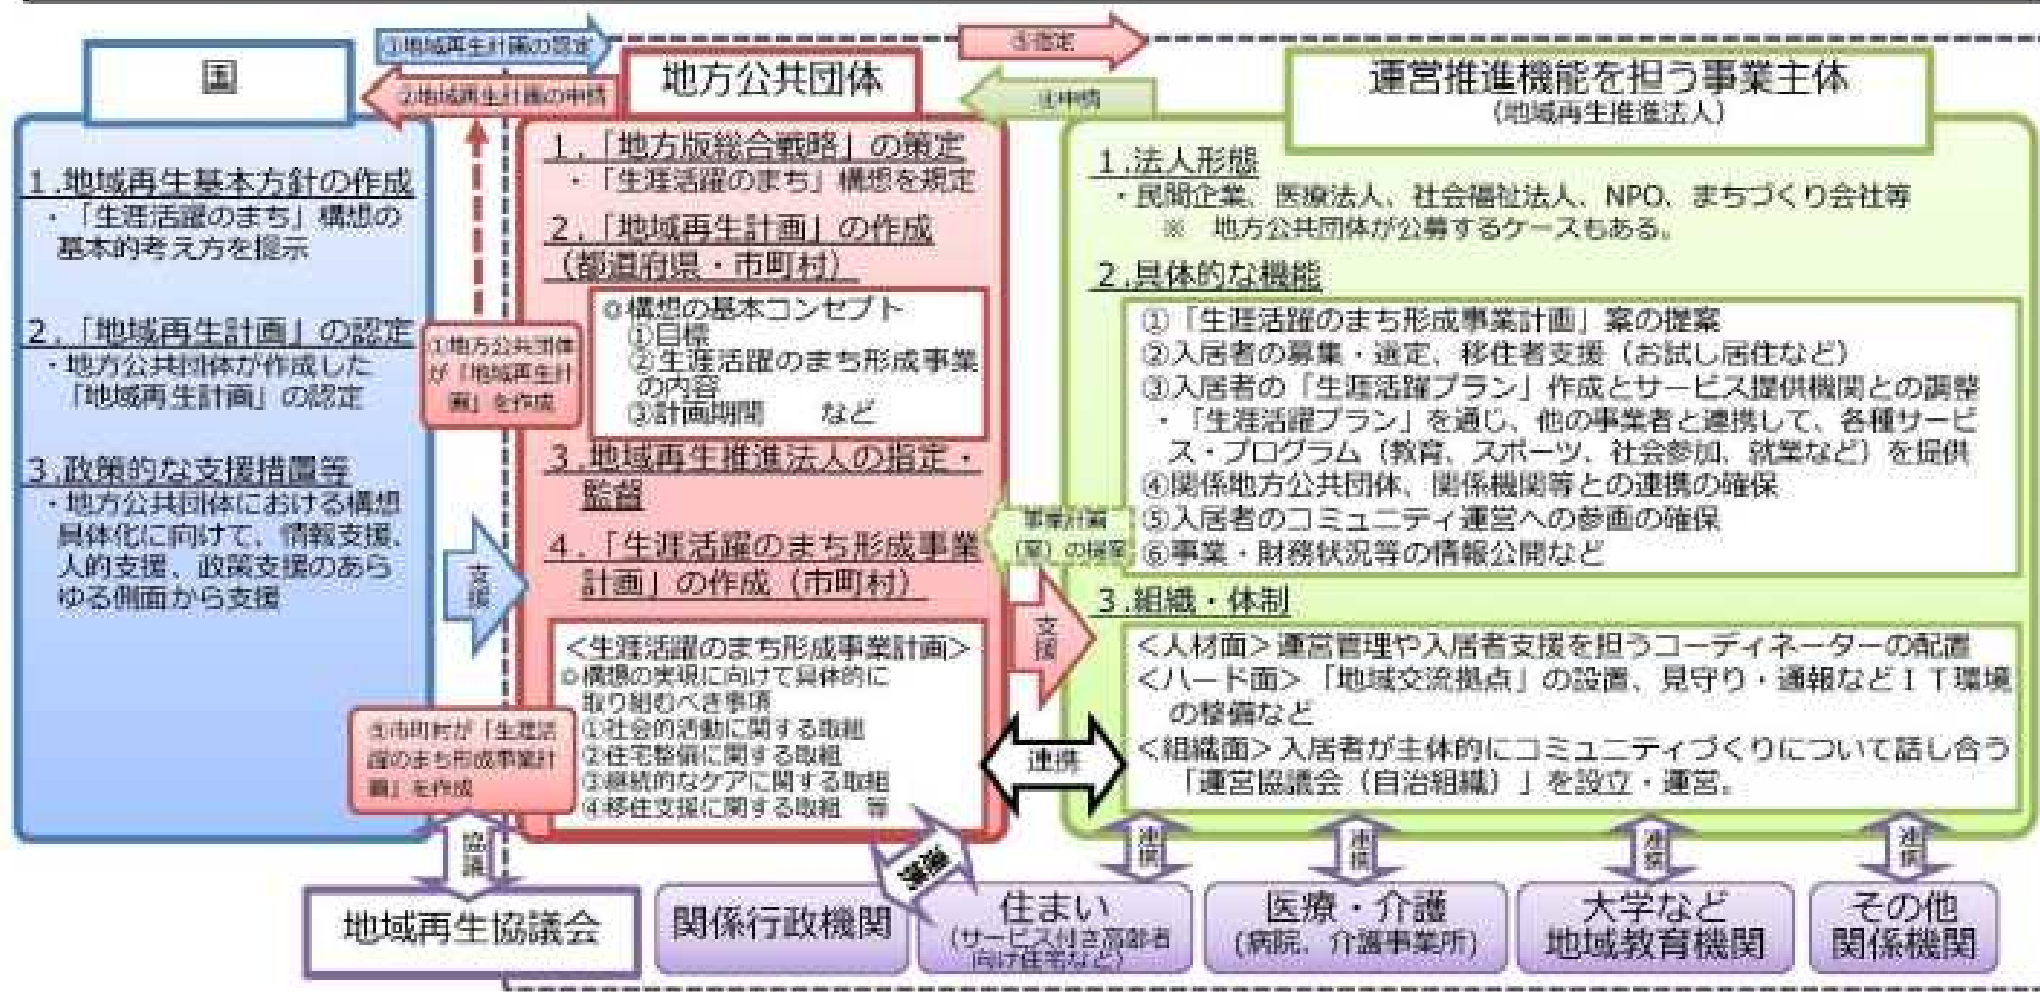 国
地域再生計画の認定
②地域再生計画の申請
地方公共団体
⑤指定
④申請
運営推進機能を担う事業主体
(地域再生推進法人)
1.地域再生基本方針の作成
・「生涯活躍のまち」構想の
基本的考え方を提示
2.「地域再生計画」の認定
・地方公共団体が作成した
「地域再生計画」の認定
3.政策的な支援措置等
・地方公共団体における構想
具体化に向けて、情報支援、
人的支援、政策支援のあら
ゆる側面から支援
支援
①地方公共団体
が「地域再生計
画」を作成
1.「地方版総合戦略」の策定
・「生涯活躍のまち」構想を規定
2.「地域再生計画」の作成
(都道府県・市町村)
◎構想の基本コンセプト
①目標
②生涯活躍のまち形成事業
の内容
③計画期間 など
3.地域再生推進法人の指定・
監督
4.「生涯活躍のまち形成事業
計画」の作成(市町村)
<生涯活躍のまち形成事業計画>
◎構想の実現に向けて具体的に
取り組むべき事項
①社会的活動に関する取組
②住宅整備に関する取組
③継続的なケアに関する取組
④移住支援に関する取組 等
市町村が「生涯活
躍のまち形成事業計
画」を作成
事業計画
(案)の提案
支援
連携
1.法人形態
・民間企業、医療法人、社会福祉法人、NPO、まちづくり会社等
※ 地方公共団体が公募するケースもある。
2.具体的な機能
①「生涯活躍のまち形成事業計画」案の提案
②入居者の募集・選定、移住者支援(お試し居住など)
③入居者の「生涯活躍プラン」作成とサービス提供機関との調整
・「生涯活躍プラン」を通じ、他の事業者と連携して、各種サービ
ス・プログラム(教育、スポーツ、社会参加、就業など)を提供
④関係地方公共団体、関係機関等との連携の確保
⑤入居者のコミュニティ運営への参画の確保
⑥事業・財務状況等の情報公開など
3.組織・体制
<人材面>運営管理や入居者支援を担うコーディネーターの配置
<ハード面>「地域交流拠点」の設置、見守り・通報などIT環境
の整備など
<組織面>入居者が主体的にコミュニティづくりについて話し合う
「運営協議会(自治組織)」を設立・運営。
協議
連携
連携
連携
連携
連携
地域再生協議会
関係行政機関
住まい
(サービス付き高齢者
向け住宅など)
医療・介護
(病院、介護事業所)
大学など
地域教育機関
その他
関係機関